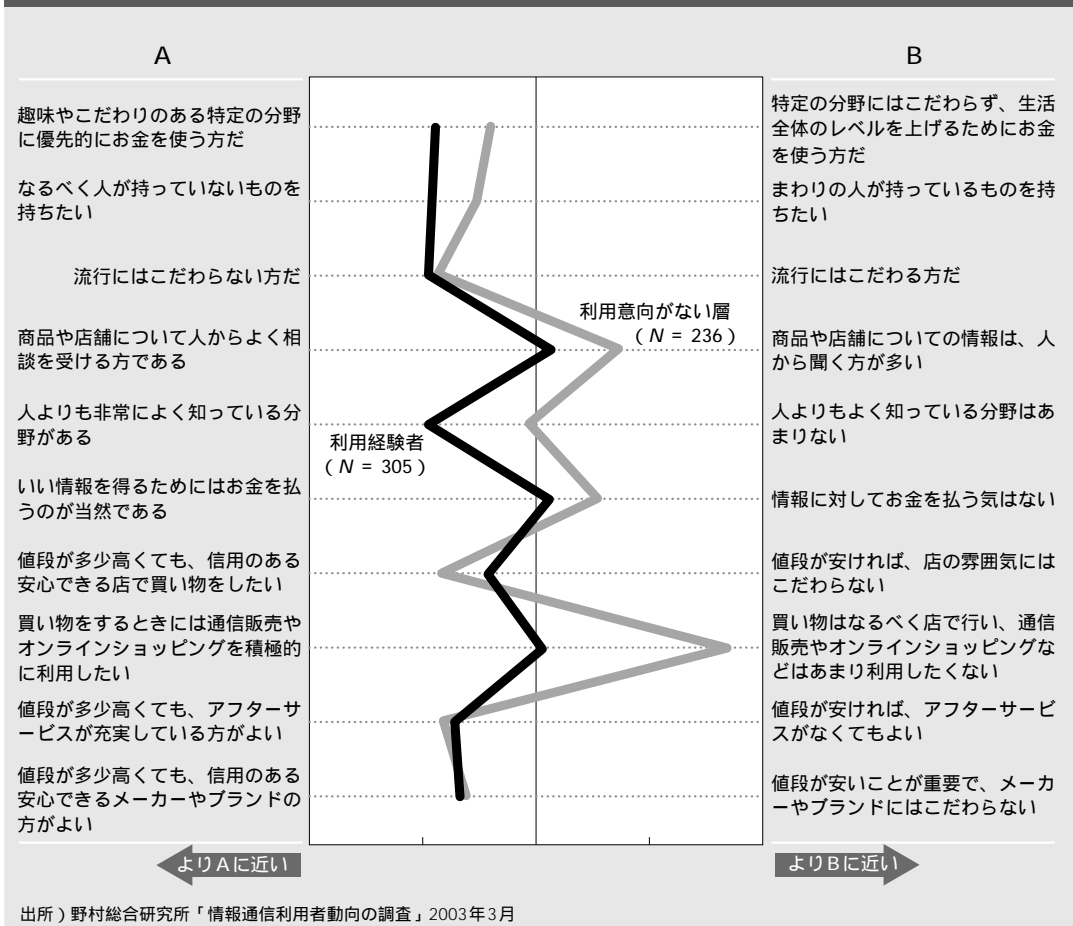 A
B
趣味やこだわりのある特定の分野
に優先的にお金を使う方だ
特定の分野にはこだわらず、生活
全体のレベルを上げるためにお金
を使う方だ
なるべく人が持っていないものを
持ちたい
まわりの人が持っているものを持
ちたい
流行にはこだわらない方だ
流行にはこだわる方だ
利用意向がない層
(N = 236)
商品や店舗について人からよく相
談を受ける方である
商品や店舗についての情報は、人
から聞く方が多い
人よりも非常によく知っている分
野がある
人よりもよく知っている分野はあ
まりない
利用経験者
(N = 305)
いい情報を得るためにはお金を払
うのが当然である
情報に対してお金を払う気はない
値段が多少高くても、信用のある
安心できる店で買い物をしたい
値段が安ければ、店の雰囲気には
こだわらない
買い物をするときには通信販売や
オンラインショッピングを積極的
に利用したい
買い物はなるべく店で行い、通信
販売やオンラインショッピングな
どはあまり利用したくない
値段が多少高くても、アフターサ
ービスが充実している方がよい
値段が安ければ、アフターサービ
スがなくてもよい
値段が多少高くても、信用のある
安心できるメーカーやブランドの
方がよい
値段が安いことが重要で、メーカ
ーやブランドにはこだわらない
よりAに近い
よりBに近い
出所)野村総合研究所「情報通信利用者動向の調査」2003年3月